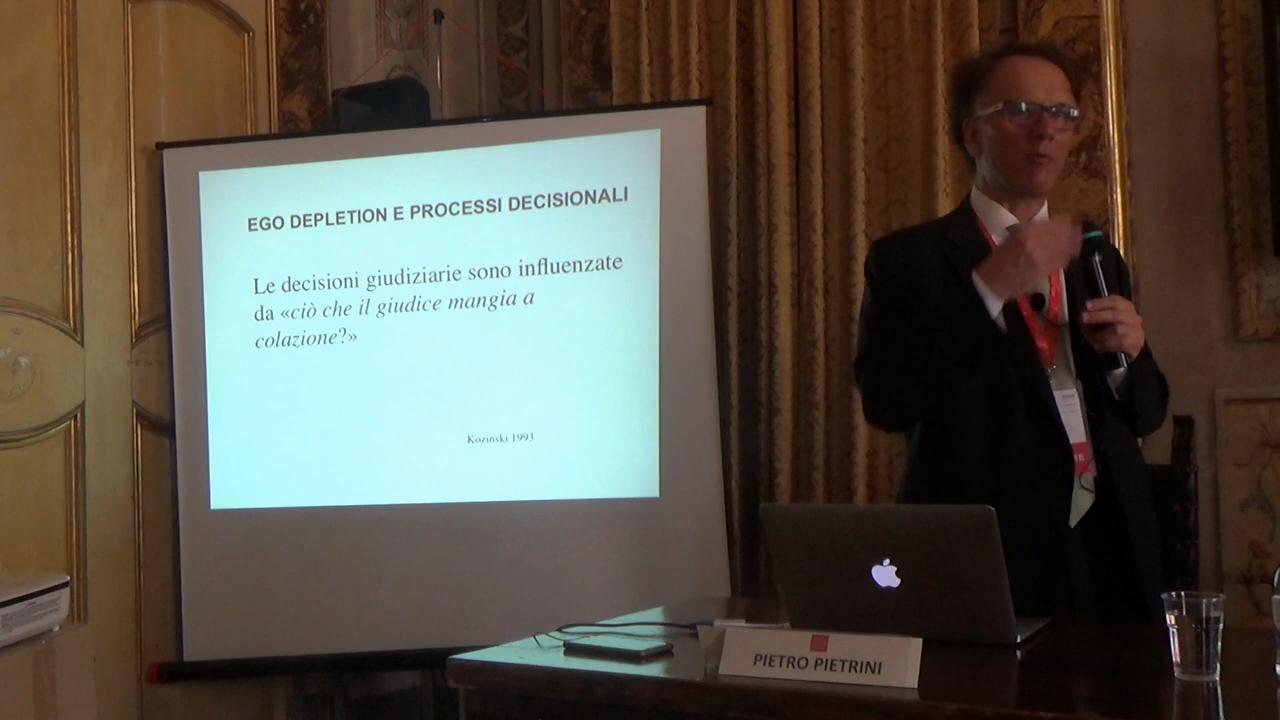 EGO DEPLETION E PROCESSI DECISIONALI
Le decisioni giudiziarie sono influenzate
da «ciò che il giudice mangia a
colazione?»
Kozinski 1993
PIETRO PIETRINI